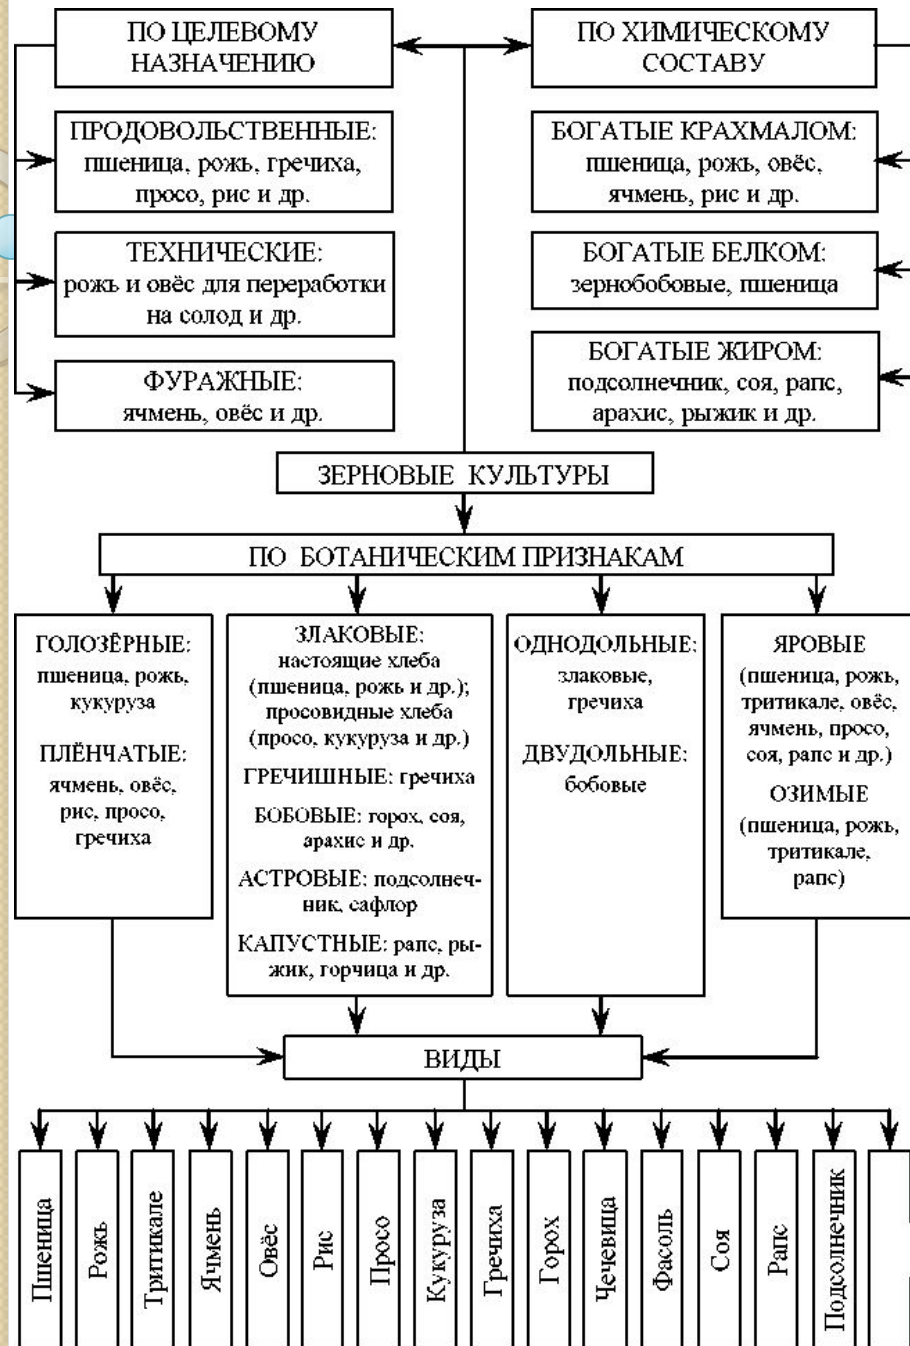 ПО ЦЕЛЕВОМУ
НАЗНАЧЕНИЮ
ПО ХИМИЧЕСКОМУ
СОСТАВУ
ПРОДОВОЛЬСТВЕННЫЕ:
пшеница, рожь, гречиха,
просо, рис и др.
БОГАТЫЕ КРАХМАЛОМ:
пшеница, рожь, овёс,
ячмень, рис и др.
ТЕХНИЧЕСКИЕ:
рожь и овёс для переработки
на солод и др.
БОГАТЫЕ БЕЛКОМ:
зернобобовые, пшеница
ФУРАЖНЫЕ:
ячмень, овёс и др.
БОГАТЫЕ ЖИРОМ:
подсолнечник, соя, рапс,
арахис, рыжик и др.
ЗЕРНОВЫЕ КУЛЬТУРЫ
ПО БОТАНИЧЕСКИМ ПРИЗНАКАМ
ГОЛОЗЁРНЫЕ:
пшеница, рожь,
кукуруза
ПЛЁНЧАТЫЕ:
ячмень, овёс,
рис, просо,
гречиха
ЗЛАКОВЫЕ:
настоящие хлеба
(пшеница, рожь и др.);
просовидные хлеба
(просо, кукуруза и др.)
ГРЕЧИШНЫЕ: гречиха
БОБОВЫЕ: горох, соя,
арахис и др.
АСТРОВЫЕ: подсолнеч-
ник, сафлор
КАПУСТНЫЕ: рапс, ры-
жик, горчица и др.
ОДНОДОЛЬНЫЕ:
злаковые,
гречиха
ДВУДОЛЬНЫЕ:
бобовые
ЯРОВЫЕ
(пшеница, рожь,
тритикале, овёс,
ячмень, просо,
соя, рапс и др.)
ОЗИМЫЕ
(пшеница, рожь,
тритикале,
рапс)
ВИДЫ
Пшеница
Рожь
Тритикале
Ячмень
Овёс
Рис
Просо
Кукуруза
Гречиха
Горох
Чечевица
Фасоль
Соя
Рапс
Подсолнечник